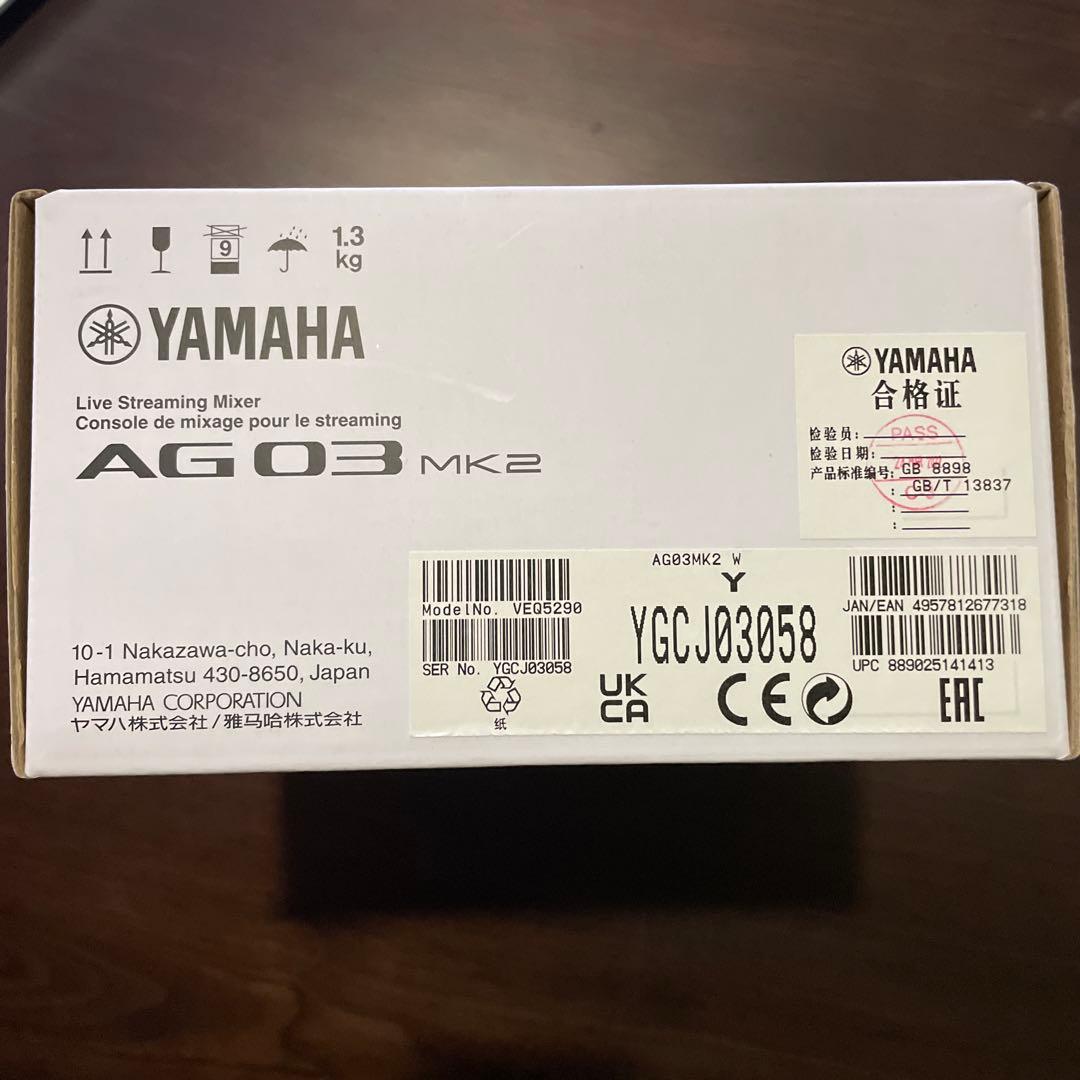 9
1.3
kg
YAMAHA
Live Streaming Mixer
Console de mixage pour le streaming
AG03 MK2
10-1 Nakazawa-cho, Naka-ku,
Hamamatsu 430-8650, Japan
YAMAHA CORPORATION
ヤマハ株式会社/雅马哈株式会社
YAMAHA
合格证
检验员:
PASS
检验日期:
产品标准编号: GB 8898
: GB/T 13837
:
:
AG03MK2 W
Y
YGCJ03058
ModelNo. VEQ5290
SER No. YGCJ03058
纸
UK
CA
CE
JAN/EAN 4957812677318
UPC 889025141413
EAC